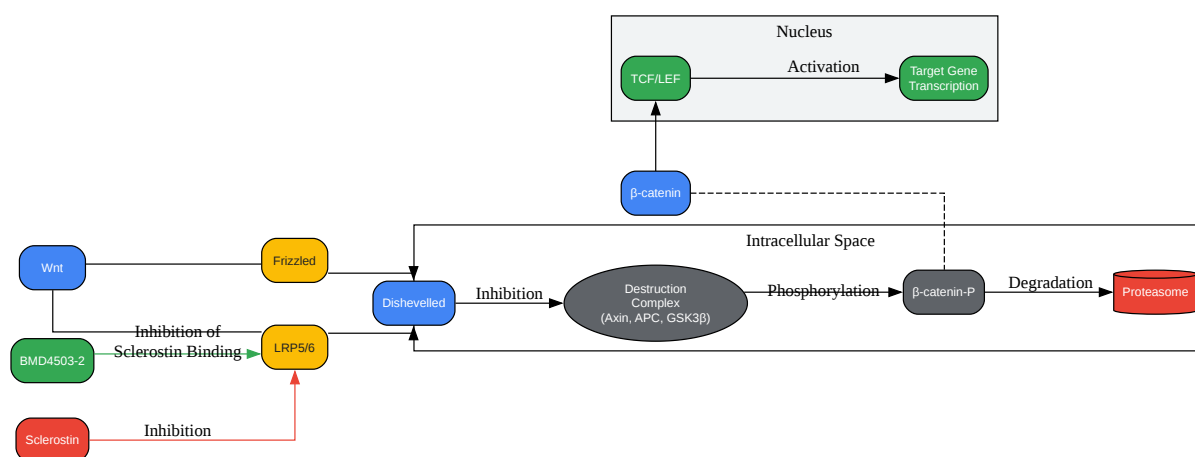 Nucleus
TCF/LEF
Activation
Target Gene
Transcription
β-catenin
Intracellular Space
Wnt
Frizzled
Dishevelled
Inhibition
Destruction
Complex
(Axin, APC, GSK3β)
Phosphorylation
β-catenin-P
Degradation
Proteasome
Inhibition of
Sclerostin Binding
BMD4503-2
LRP5/6
Sclerostin
Inhibition